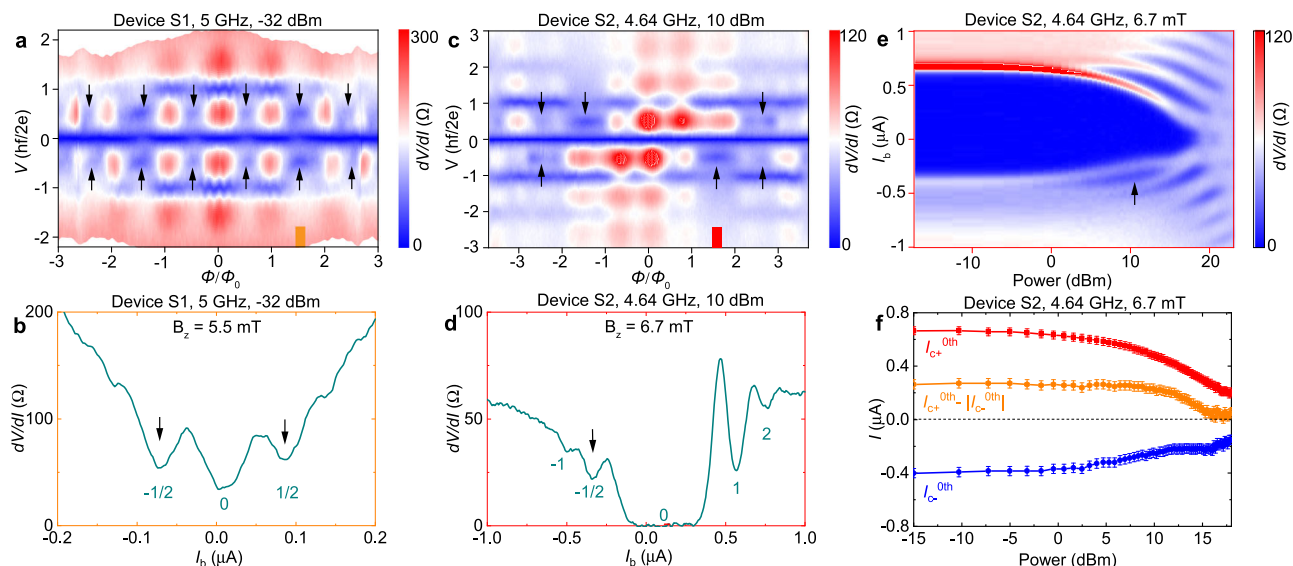 Device S1, 5 GHz, -32 dBm
a
2
1
0
-1
-2
V (hf/2e)
-3 -2 -1 0 1 2 3
Φ/Φ0
300
0
dV/dI (Ω)
Device S2, 4.64 GHz, 10 dBm
c
3
2
1
0
-1
-2
-3
V (hf/2e)
-3 -2 -1 0 1 2 3
Φ/Φ0
120
0
dV/dI (Ω)
Device S2, 4.64 GHz, 6.7 mT
e
1
0.5
0
-0.5
-1
Ib (μA)
-10 0 10 20
Power (dBm)
120
0
dV/dI (Ω)
Device S1, 5 GHz, -32 dBm
b
Bz = 5.5 mT
200
100
0
dV/dI (Ω)
-1/2
0
1/2
-0.2 -0.1 0.0 0.1 0.2
Ib (μA)
Device S2, 4.64 GHz, 10 dBm
d
Bz = 6.7 mT
100
50
0
dV/dI (Ω)
-1
-1/2
0
1
2
-1.0 -0.5 0.0 0.5 1.0
Ib (μA)
Device S2, 4.64 GHz, 6.7 mT
f
0.8
0.4
0.0
-0.4
-0.8
I (μA)
Ic+0th
Ic+0th - |Ic-0th|
Ic-0th
-15 -10 -5 0 5 10 15
Power (dBm)